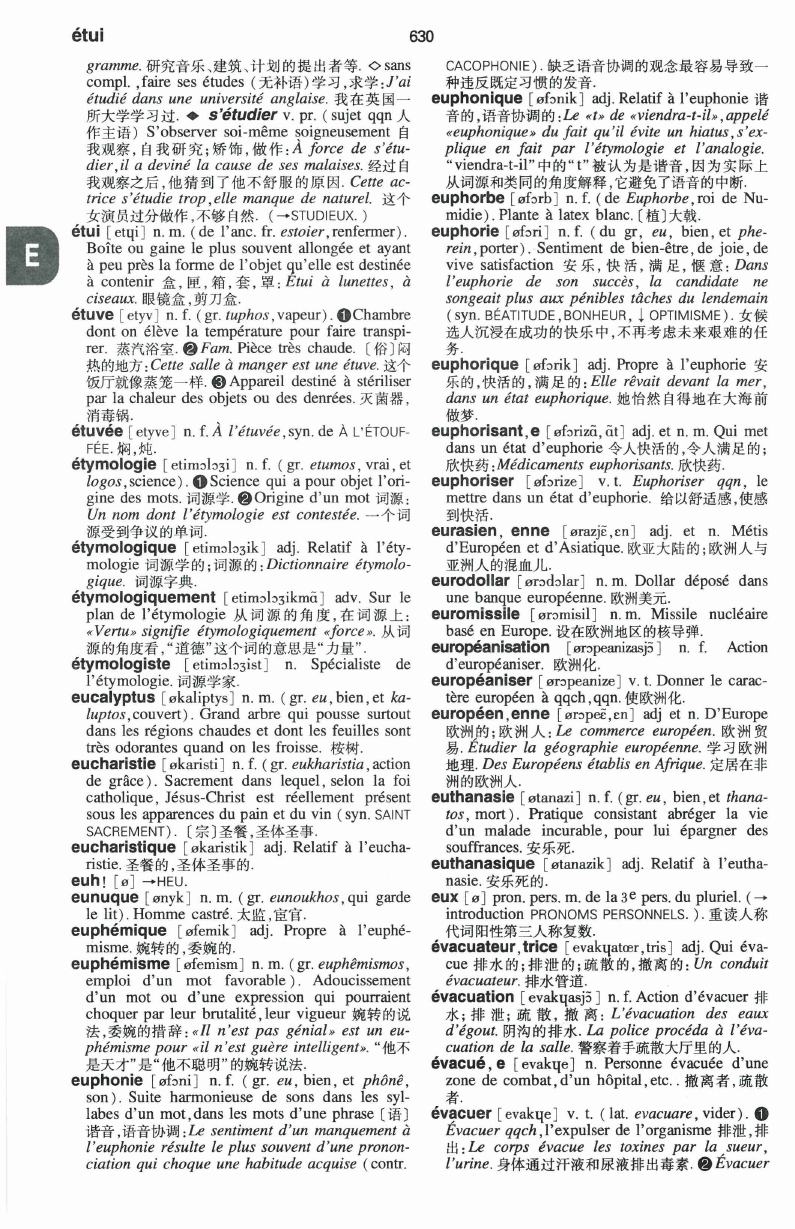 étui
630
gramme. 研究音乐、建筑、计划的提出者等. ◇ sans
compl. ,faire ses études (无补语)学习,求学:J'ai
étudié dans une université anglaise. 我在英国一
所大学学习过. ◆ s'étudier v. pr. (sujet qqn 人
作主语) S'observer soi-même soigneusement 自
我观察,自我研究;矫饰,做作:À force de s'étu-
dier,il a deviné la cause de ses malaises. 经过自
我观察之后,他猜到了他不舒服的原因. Cette ac-
trice s'étudie trop,elle manque de naturel. 这个
女演员过分做作,不够自然. (→STUDIEUX. )
étui [etɥi] n. m. (de l'anc. fr. estoier,renfermer).
Boîte ou gaine le plus souvent allongée et ayant
à peu près la forme de l'objet qu'elle est destinée
à contenir 盒,匣,箱,套,罩:Étui à lunettes, à
ciseaux. 眼镜盒,剪刀盒.
étuve [etyv] n. f. (gr. tuphos,vapeur). ❶Chambre
dont on élève la température pour faire transpi-
rer. 蒸汽浴室. ❷Fam. Pièce très chaude. 〔俗〕闷
热的地方:Cette salle à manger est une étuve. 这个
饭厅就像蒸笼一样. ❸Appareil destiné à stériliser
par la chaleur des objets ou des denrées. 灭菌器,
消毒锅.
étuvée [etyve] n. f. À l'étuvée,syn. de À L'ÉTOUF-
FÉE. 焖,炖.
étymologie [etimɔlɔʒi] n. f. (gr. etumos, vrai, et
logos,science). ❶Science qui a pour objet l'ori-
gine des mots. 词源学. ❷Origine d'un mot 词源:
Un nom dont l'étymologie est contestée. 一个词
源受到争议的单词.
étymologique [etimɔlɔʒik] adj. Relatif à l'éty-
mologie 词源学的;词源的:Dictionnaire étymolo-
gique. 词源字典.
étymologiquement [etimɔlɔʒikmɑ̃] adv. Sur le
plan de l'étymologie 从词源的角度,在词源上:
«Vertu» signifie étymologiquement «force». 从词
源的角度看,“道德”这个词的意思是“力量”.
étymologiste [etimɔlɔʒist] n. Spécialiste de
l'étymologie. 词源学家.
eucalyptus [økaliptys] n. m. (gr. eu,bien,et ka-
luptos,couvert). Grand arbre qui pousse surtout
dans les régions chaudes et dont les feuilles sont
très odorantes quand on les froisse. 桉树.
eucharistie [økaristi] n. f. (gr. eukharistia,action
de grâce). Sacrement dans lequel, selon la foi
catholique, Jésus-Christ est réellement présent
sous les apparences du pain et du vin (syn. SAINT
SACREMENT). 〔宗〕圣餐,圣体圣事.
eucharistique [økaristik] adj. Relatif à l'eucha-
ristie. 圣餐的,圣体圣事的.
euh! [ø] →HEU.
eunuque [ønyk] n. m. (gr. eunoukhos,qui garde
le lit). Homme castré. 太监,宦官.
euphémique [øfemik] adj. Propre à l'euphé-
misme. 婉转的,委婉的.
euphémisme [øfemism] n. m. (gr. euphêmismos,
emploi d'un mot favorable). Adoucissement
d'un mot ou d'une expression qui pourraient
choquer par leur brutalité,leur vigueur 婉转的说
法,委婉的措辞:«Il n'est pas génial» est un eu-
phémisme pour «il n'est guère intelligent». “他不
是天才”是“他不聪明”的婉转说法.
euphonie [øfɔni] n. f. (gr. eu, bien, et phônê,
son). Suite harmonieuse de sons dans les syl-
labes d'un mot,dans les mots d'une phrase [语]
谐音,语音协调:Le sentiment d'un manquement à
l'euphonie résulte le plus souvent d'une pronon-
ciation qui choque une habitude acquise (contr.
E
CACOPHONIE). 缺乏语音协调的观念最容易导致一
种违反既定习惯的发音.
euphonique [øfɔnik] adj. Relatif à l'euphonie 谐
音的,语音协调的:Le «t» de «viendra-t-il»,appelé
«euphonique» du fait qu'il évite un hiatus,s'ex-
plique en fait par l'étymologie et l'analogie.
“viendra-t-il”中的“t”被认为是谐音,因为实际上
从词源和类同的角度解释,它避免了语音的中断.
euphorbe [øfɔrb] n. f. (de Euphorbe,roi de Nu-
midie). Plante à latex blanc. 〔植〕大戟.
euphorie [øfɔri] n. f. (du gr, eu, bien, et phe-
rein,porter). Sentiment de bien-être,de joie,de
vive satisfaction 安乐,快活,满足,惬意:Dans
l'euphorie de son succès, la candidate ne
songeait plus aux pénibles tâches du lendemain
(syn. BÉATITUDE,BONHEUR,↓ OPTIMISME). 女候
选人沉浸在成功的快乐中,不再考虑未来艰难的任
务.
euphorique [øfɔrik] adj. Propre à l'euphorie 安
乐的,快活的,满足的:Elle rêvait devant la mer,
dans un état euphorique. 她怡然自得地在大海前
做梦.
euphorisant,e [øfɔrizɑ̃, ɑ̃t] adj. et n. m. Qui met
dans un état d'euphorie 令人快活的,令人满足的;
欣快药:Médicaments euphorisants. 欣快药.
euphoriser [øfɔrize] v. t. Euphoriser qqn, le
mettre dans un état d'euphorie. 给以舒适感,使感
到快活.
eurasien, enne [ørazjɛ̃,ɛn] adj. et n. Métis
d'Européen et d'Asiatique. 欧亚大陆的;欧洲人与
亚洲人的混血儿.
eurodollar [ørɔdɔlar] n. m. Dollar déposé dans
une banque européenne. 欧洲美元.
euromissile [ørɔmisil] n. m. Missile nucléaire
basé en Europe. 设在欧洲地区的核导弹.
européanisation [ørɔpeanizasjɔ̃] n. f. Action
d'européaniser. 欧洲化.
européaniser [ørɔpeanize] v. t. Donner le carac-
tère européen à qqch,qqn. 使欧洲化.
européen,enne [ørɔpeɛ̃,ɛn] adj et n. D'Europe
欧洲的;欧洲人:Le commerce européen. 欧洲贸
易. Étudier la géographie européenne. 学习欧洲
地理. Des Européens établis en Afrique. 定居在非
洲的欧洲人.
euthanasie [øtanazi] n. f. (gr. eu, bien,et thana-
tos, mort). Pratique consistant abréger la vie
d'un malade incurable, pour lui épargner des
souffrances. 安乐死.
euthanasique [øtanazik] adj. Relatif à l'eutha-
nasie. 安乐死的.
eux [ø] pron. pers. m. de la 3e pers. du pluriel. (→
introduction PRONOMS PERSONNELS. ). 重读人称
代词阳性第三人称复数.
évacuateur,trice [evakɥatœr,tris] adj. Qui éva-
cue 排水的;排泄的;疏散的,撤离的:Un conduit
évacuateur. 排水管道.
évacuation [evakɥasjɔ̃] n. f. Action d'évacuer 排
水;排泄;疏散,撤离:L'évacuation des eaux
d'égout. 阴沟的排水. La police procéda à l'éva-
cuation de la salle. 警察着手疏散大厅里的人.
évacué, e [evakɥe] n. Personne évacuée d'une
zone de combat,d'un hôpital,etc. . 撤离者,疏散
者.
évacuer [evakɥe] v. t. (lat. evacuare, vider). ❶
Évacuer qqch,l'expulser de l'organisme 排泄,排
出:Le corps évacue les toxines par la sueur,
l'urine. 身体通过汗液和尿液排出毒素. ❷Évacuer